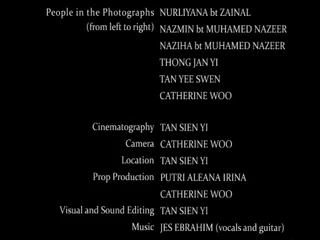 People in the Photographs NURLIYANA bt ZAINAL
(from left to right) NAZMIN bt MUHAMED NAZEER
NAZIHA bt MUHAMED NAZEER
THONG JAN YI
TAN YEE SWEN
CATHERINE WOO
Cinematography TAN SIEN YI
Camera CATHERINE WOO
Location TAN SIEN YI
Prop Production PUTRI ALEANA IRINA
CATHERINE WOO
Visual and Sound Editing TAN SIEN YI
Music JES EBRAHIM (vocals and guitar)